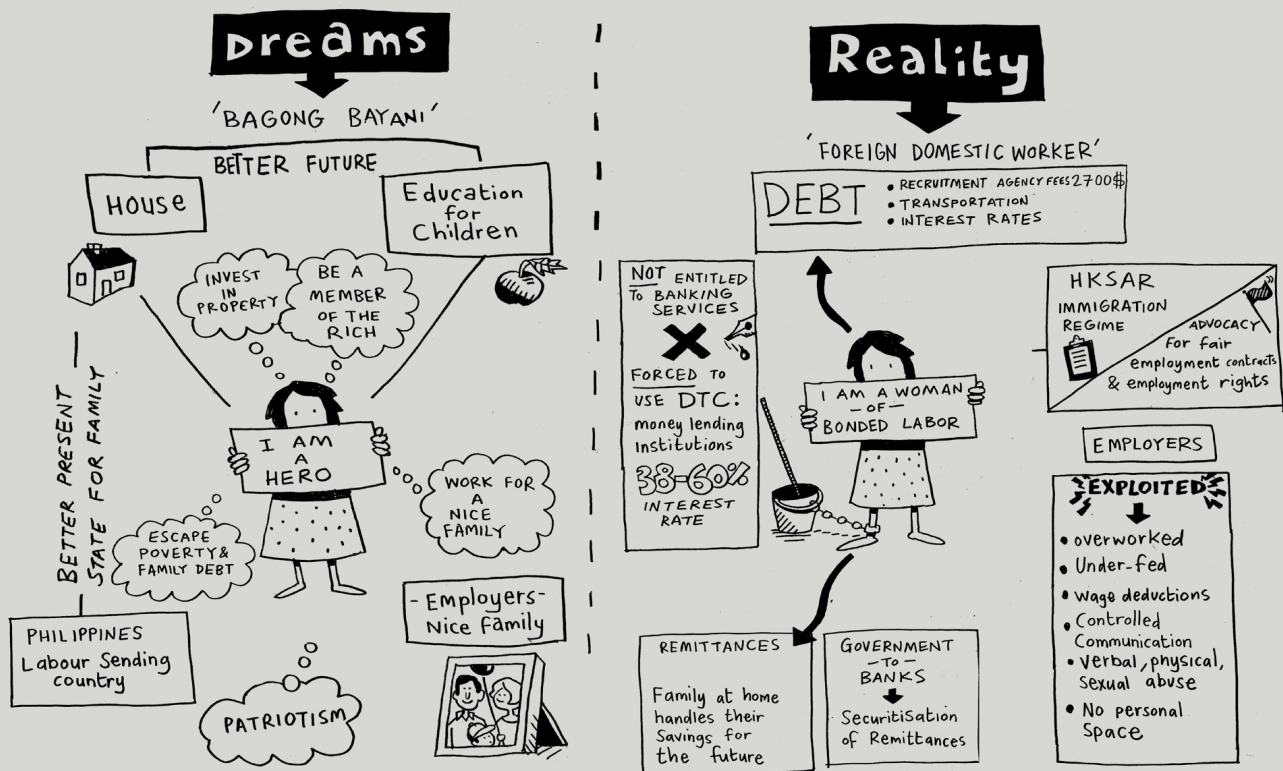 Dreams
'BAGONG BAYANI'
BETTER FUTURE
HOUSE
Education
for
Children
INVEST
IN
PROPERTY
BE A
MEMBER
OF THE
RICH
BETTER PRESENT
STATE FOR FAMILY
I AM
A
HERO
WORK FOR
A
NICE
FAMILY
ESCAPE
POVERTY &
FAMILY DEBT
PHILIPPINES
Labour Sending
country
- Employers-
Nice family
PATRIOTISM
Reality
'FOREIGN DOMESTIC WORKER'
DEBT
• RECRUITMENT AGENCY FEES 2700$
• TRANSPORTATION
• INTEREST RATES
NOT ENTITLED
TO BANKING
SERVICES
FORCED TO
USE DTC:
money lending
Institutions
38-60%
INTEREST
RATE
I AM A WOMAN
- OF -
BONDED LABOR
HKSAR
IMMIGRATION
REGIME
ADVOCACY
For fair
employment contracts
& employment rights
EMPLOYERS
EXPLOITED
• overworked
• Under-fed
• wage deductions
• Controlled
Communication
• verbal, physical,
sexual abuse
• No personal
Space
REMITTANCES
Family at home
handles their
Savings for
the future
GOVERNMENT
- TO -
BANKS
Securitisation
of Remittances